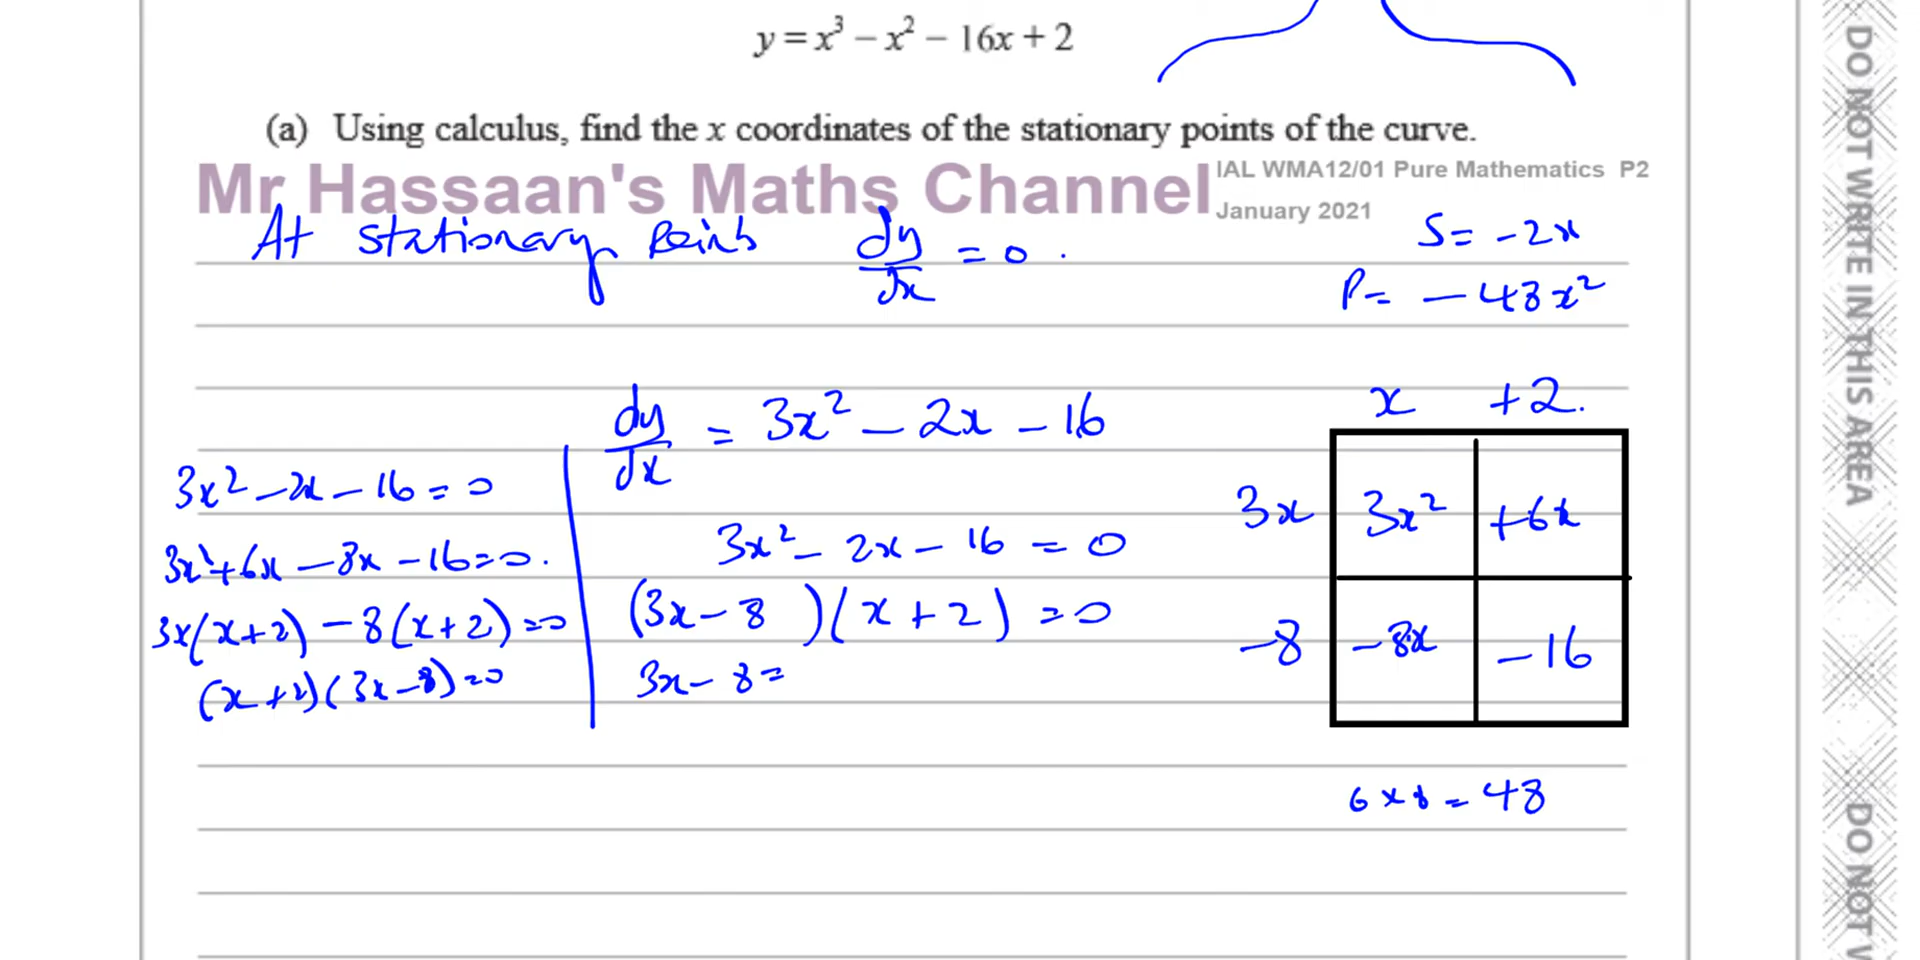 y = x³ – x² – 16x + 2
(a) Using calculus, find the x coordinates of the stationary points of the curve.
Mr Hassaan's Maths Channel
IAL WMA12/01 Pure Mathematics P2
January 2021
At stationary points dy/dx = 0 .
S = -2x
P = -48x²
dy/dx = 3x² - 2x - 16
3x² - 2x - 16 = 0
(3x - 8 )(x + 2) = 0
3x - 8 =
3x² - 2x - 16 = 0
3x² + 6x - 8x - 16 = 0.
3x(x+2) - 8(x+2) = 0
(x+2)(3x-8) = 0
x +2.
3x 3x² +6x
-8 -8x -16
6 x 8 = 48
DO NOT WRITE IN THIS AREA
DO NOT W